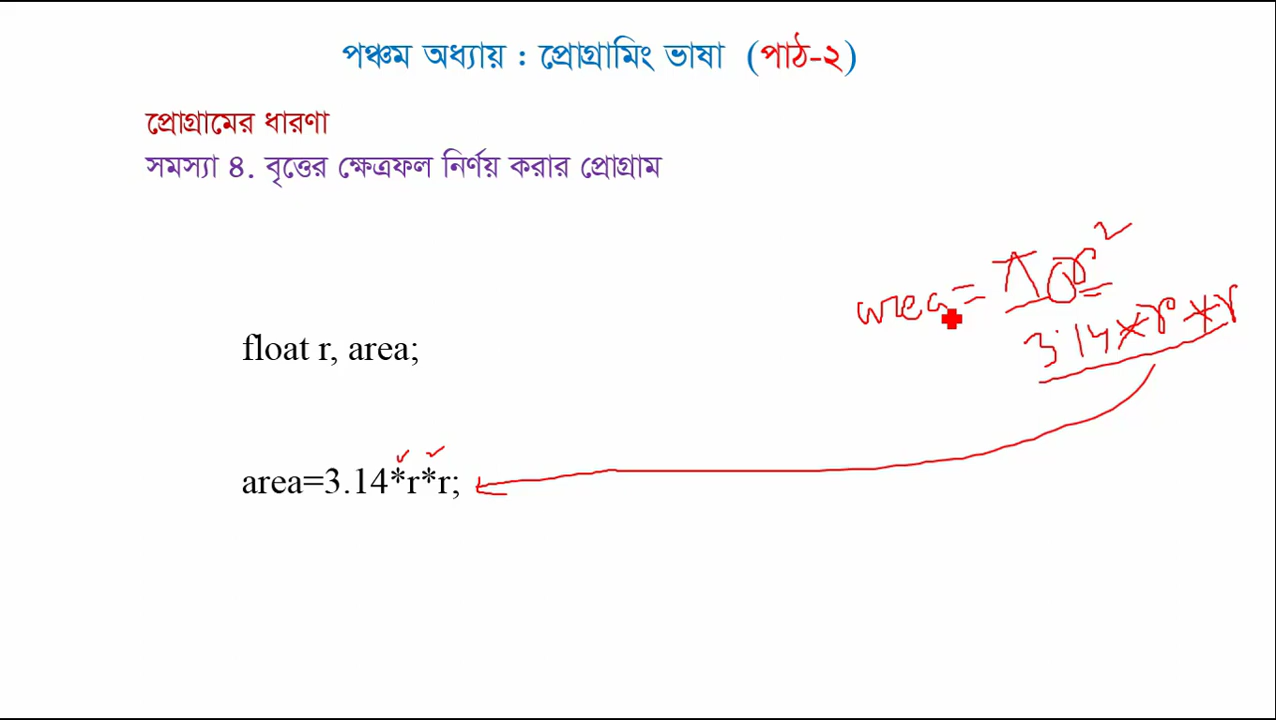 পঞ্চম অধ্যায় : প্রোগ্রামিং ভাষা (পাঠ-২)
প্রোগ্রামের ধারণা
সমস্যা ৪. বৃত্তের ক্ষেত্রফল নির্ণয় করার প্রোগ্রাম
area = πr²
3.14*r*r
float r, area;
area=3.14*r*r;